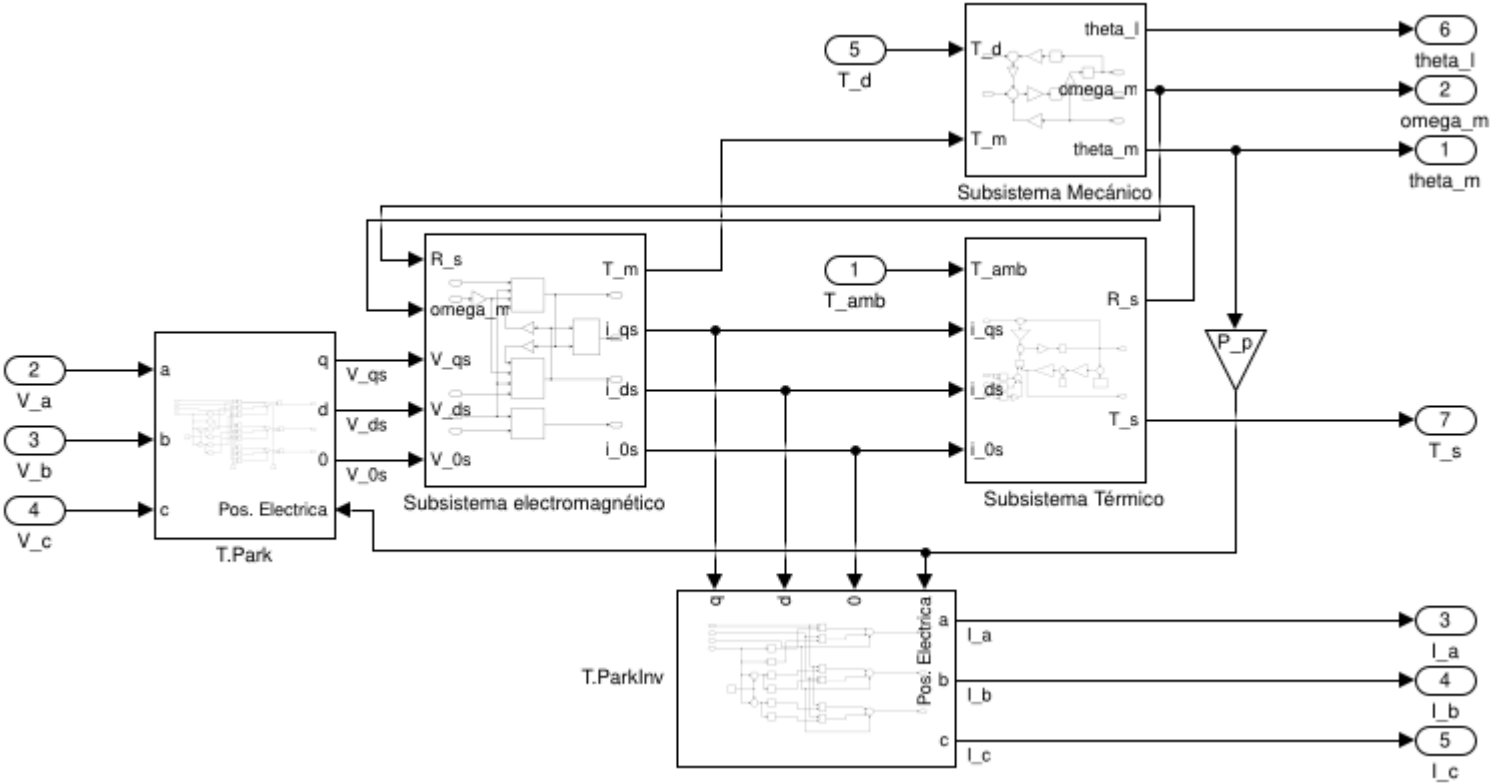 theta_l
6
theta_l
5
T_d
T_d
omega_m
2
omega_m
T_m
theta_m
1
theta_m
Subsistema Mecánico
R_s
T_m
1
T_amb
T_amb
R_s
omega_m
i_qs
i_qs
P_p
2
V_a
a
q
V_qs
V_qs
i_ds
i_ds
3
V_b
b
d
V_ds
V_ds
T_s
7
T_s
0
V_0s
V_0s
i_0s
i_0s
Subsistema electromagnético
Subsistema Térmico
4
V_c
c
Pos. Electrica
T.Park
q
d
0
Pos. Electrica
a
I_a
3
I_a
T.ParkInv
b
I_b
4
I_b
c
I_c
5
I_c